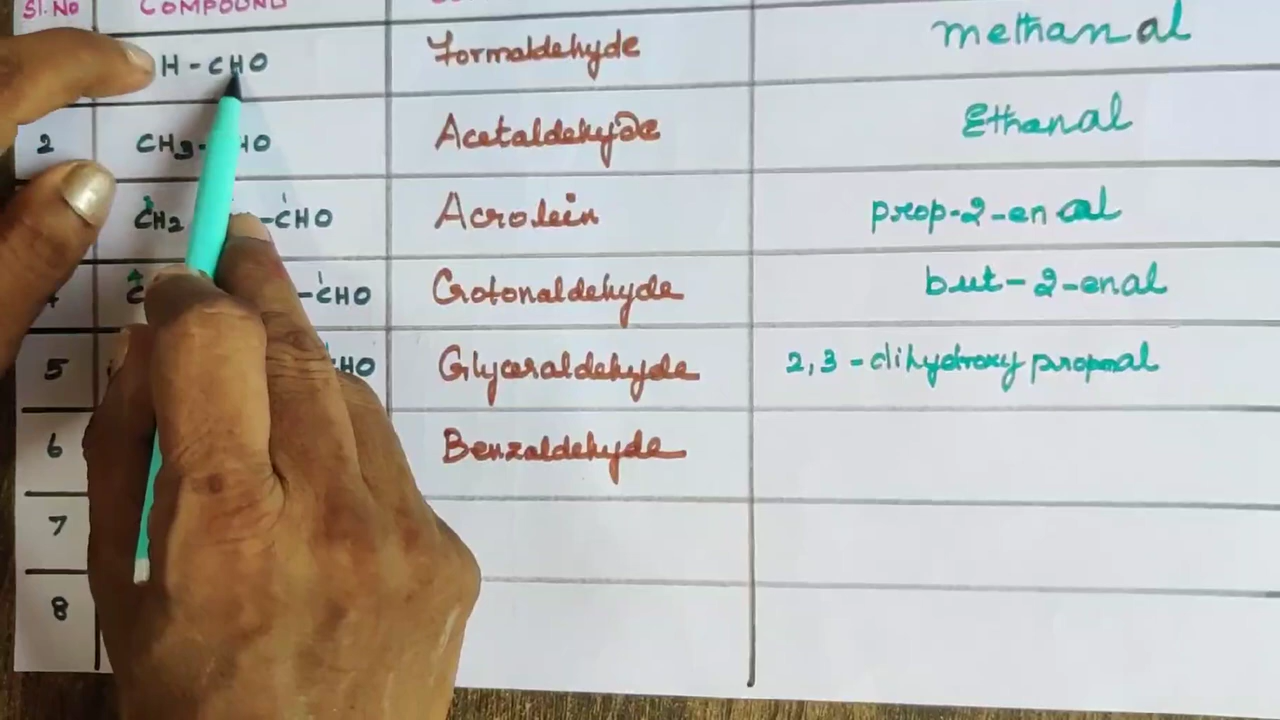 Sl.No COMPOUND
H-CHO Formaldehyde methanal
2 CH3- HO Acetaldehyde Ethanal
CH2 -CHO Acrolein prop-2-enal
-CHO Crotonaldehyde but-2-enal
5 HO Glyceraldehyde 2,3-dihydroxy propanal
6 Benzaldehyde
7
8